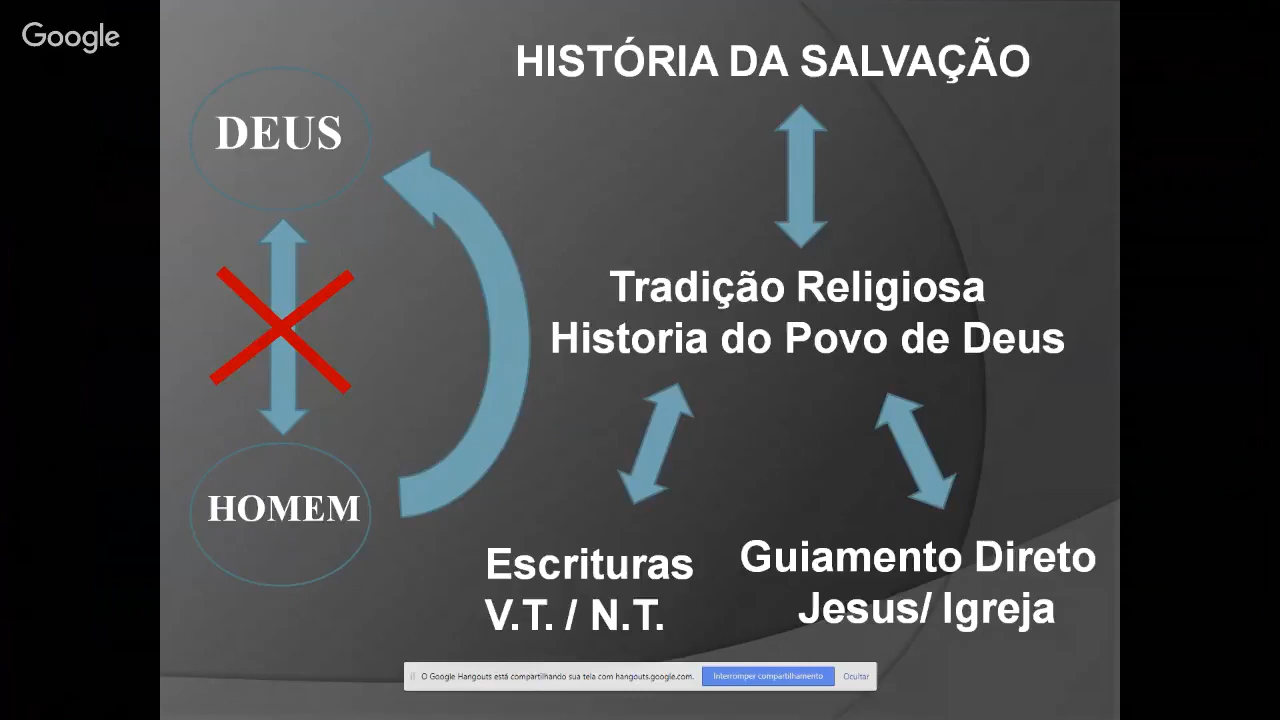 Google
HISTÓRIA DA SALVAÇÃO
DEUS
Tradição Religiosa
Historia do Povo de Deus
HOMEM
Escrituras
V.T. / N.T.
Guiamento Direto
Jesus/ Igreja
O Google Hangouts está compartilhando sua tela com hangouts.google.com.
Interromper compartilhamento
Ocultar